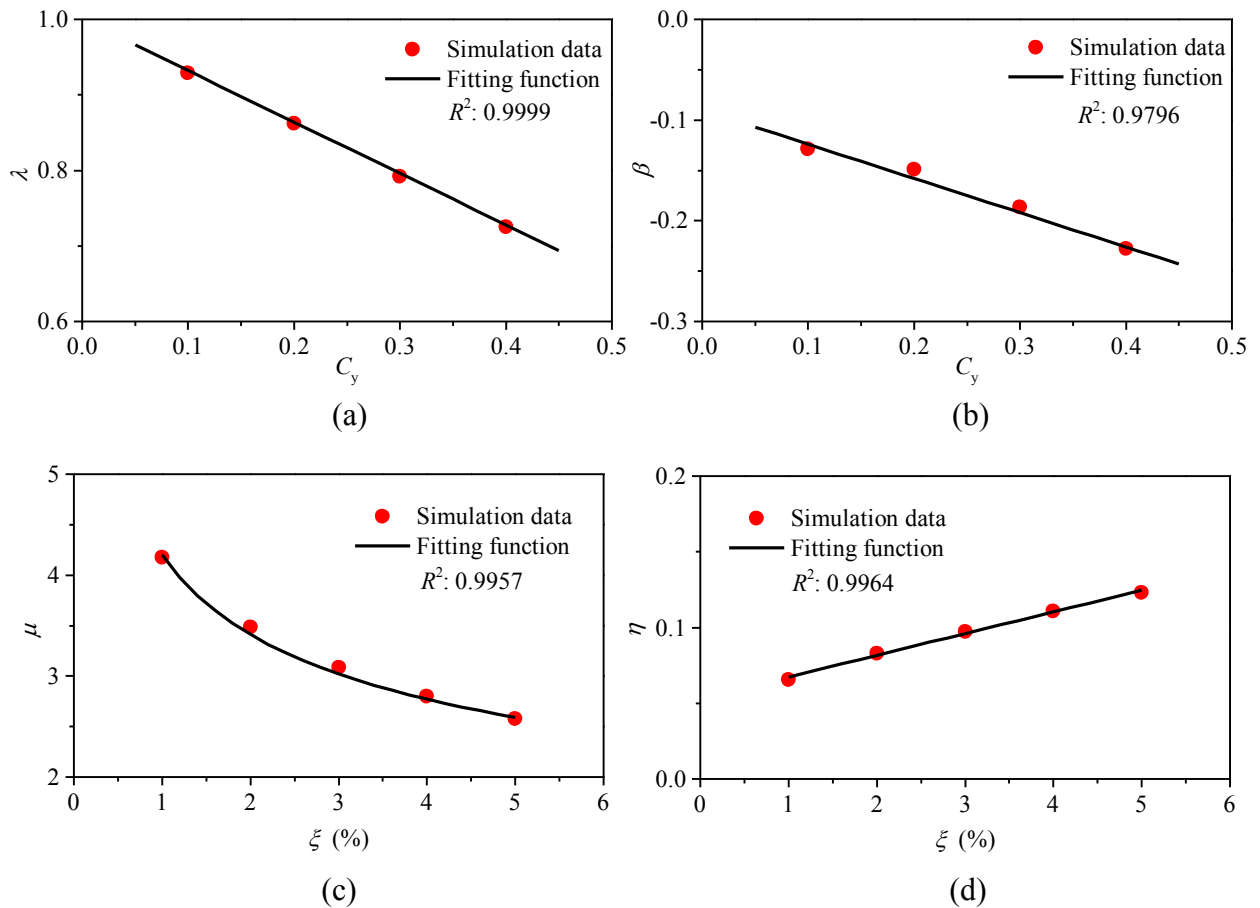 1.0
0.8
0.6
λ
Simulation data
Fitting function
R²: 0.9999
0.0 0.1 0.2 0.3 0.4 0.5
C_y
(a)
0.0
-0.1
-0.2
-0.3
β
Simulation data
Fitting function
R²: 0.9796
0.0 0.1 0.2 0.3 0.4 0.5
C_y
(b)
5
4
3
2
μ
Simulation data
Fitting function
R²: 0.9957
0 1 2 3 4 5 6
ξ (%)
(c)
0.2
0.1
0.0
η
Simulation data
Fitting function
R²: 0.9964
0 1 2 3 4 5 6
ξ (%)
(d)